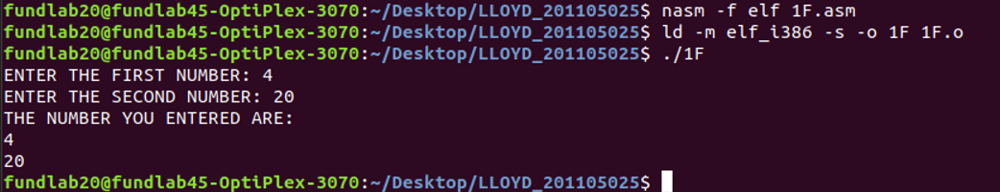 fundlab20@fundlab45-OptiPlex-3070:~/Desktop/LLOYD_201105025$ nasm -f elf 1F.asm
fundlab20@fundlab45-OptiPlex-3070:~/Desktop/LLOYD_201105025$ ld -m elf_i386 -s -o 1F 1F.o
fundlab20@fundlab45-OptiPlex-3070:~/Desktop/LLOYD_201105025$ ./1F
ENTER THE FIRST NUMBER: 4
ENTER THE SECOND NUMBER: 20
THE NUMBER YOU ENTERED ARE:
4
20
fundlab20@fundlab45-OptiPlex-3070:~/Desktop/LLOYD_201105025$